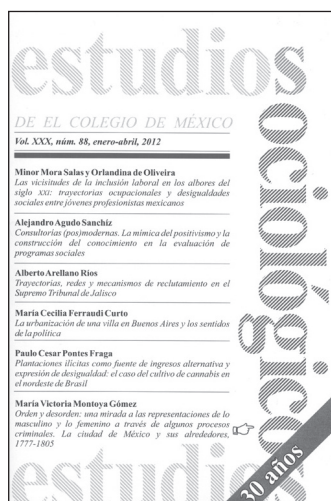 estudios
sociológicos
DE EL COLEGIO DE MÉXICO
Vol. XXX, núm. 88, enero-abril, 2012
Minor Mora Salas y Orlandina de Oliveira
Las vicisitudes de la inclusión laboral en los albores del
siglo XXI: trayectorias ocupacionales y desigualdades
sociales entre jóvenes profesionistas mexicanos
Alejandro Agudo Sanchíz
Consultorías (pos)modernas. La mímica del positivismo y la
construcción del conocimiento en la evaluación de
programas sociales
Alberto Arellano Ríos
Trayectorias, redes y mecanismos de reclutamiento en el
Supremo Tribunal de Jalisco
María Cecilia Ferraudi Curto
La urbanización de una villa en Buenos Aires y los sentidos
de la política
Paulo Cesar Pontes Fraga
Plantaciones ilícitas como fuente de ingresos alternativa y
expresión de desigualdad: el caso del cultivo de cannabis en
el nordeste de Brasil
María Victoria Montoya Gómez
Orden y desorden: una mirada a las representaciones de lo
masculino y lo femenino a través de algunos procesos
criminales. La ciudad de México y sus alrededores,
1777-1805
estudios
30 años